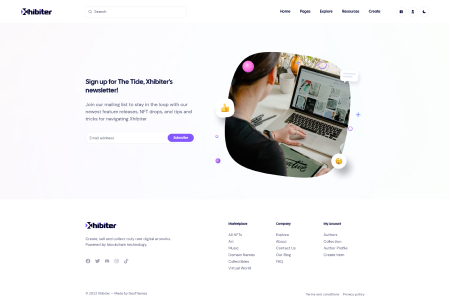 Xhibiter
Search
Home Pages Explore Resources Create
Sign up for The Tide, Xhibiter's
newsletter!
Join our mailing list to stay in the loop with our
newest feature releases, NFT drops, and tips and
tricks for navigating Xhibiter
Email address
Subscribe
Xhibiter
Create, sell and collect truly rare digital artworks.
Powered by blockchain technology.
Marketplace
All NFTs
Art
Music
Domain Names
Collectibles
Virtual World
Company
Explore
About
Contact Us
Our Blog
FAQ
My Account
Authors
Collection
Author Profile
Create Item
© 2023 Xhibiter — Made by
Terms and conditions Privacy policy